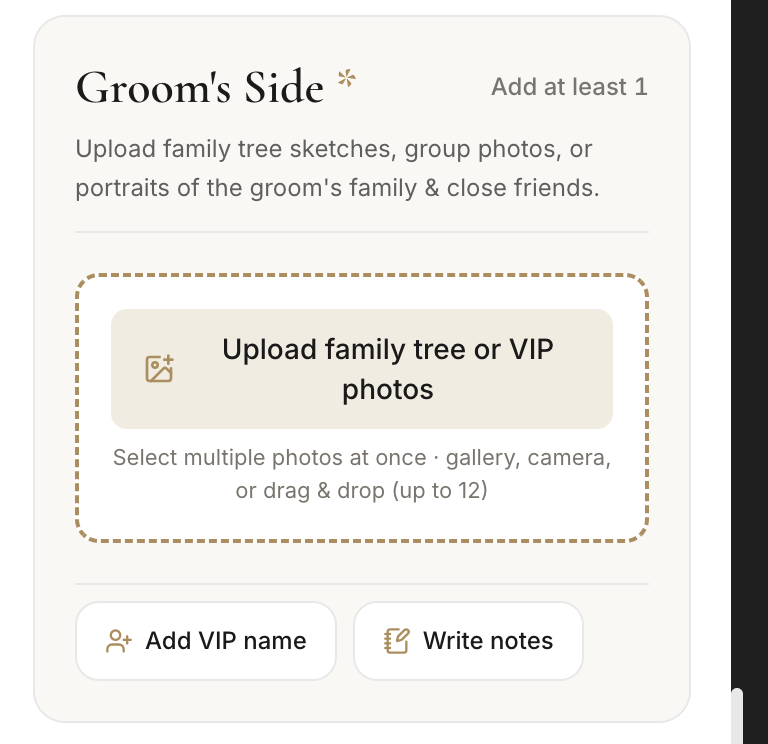 Groom's Side *
Add at least 1
Upload family tree sketches, group photos, or
portraits of the groom's family & close friends.
Upload family tree or VIP
photos
Select multiple photos at once · gallery, camera,
or drag & drop (up to 12)
Add VIP name
Write notes